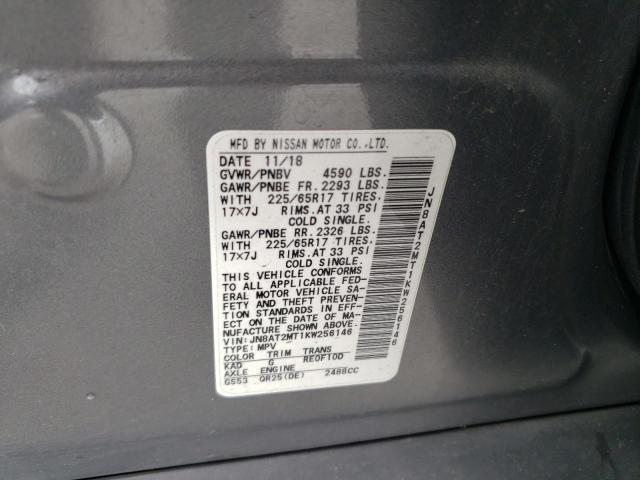 MFD BY NISSAN MOTOR CO.,LTD.
DATE 11/18
GVWR/PNBV 4590 LBS.
GAWR/PNBE FR. 2293 LBS.
WITH 225/65R17 TIRES.
17×7J RIMS.AT 33 PSI
COLD SINGLE.
GAWR/PNBE RR. 2326 LBS.
WITH 225/65R17 TIRES.
17×7J RIMS.AT 33 PSI
COLD SINGLE.
THIS VEHICLE CONFORMS
TO ALL APPLICABLE FED-
ERAL MOTOR VEHICLE SA-
FETY AND THEFT PREVEN-
TION STANDARDS IN EFF-
ECT ON THE DATE OF MA-
NUFACTURE SHOWN ABOVE.
VIN: JN8AT2MT1KW256146
TYPE: MPV
COLOR TRIM TRANS
KAD G RE0F10D
AXLE ENGINE
GS53 QR25(DE) 2488CC
JN8AT2MT1KW256146